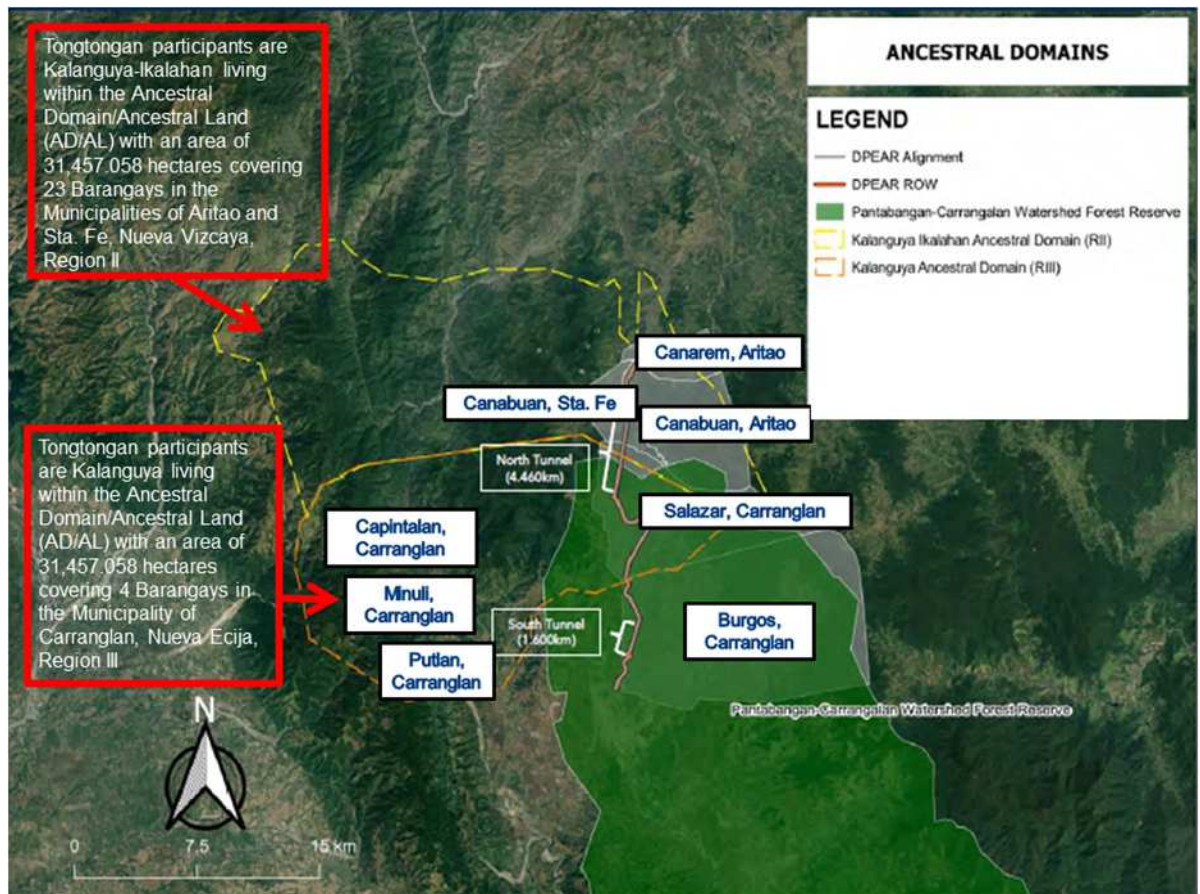 Tongtongan participants are
Kalanguya-Ikalahan living
within the Ancestral
Domain/Ancestral Land
(AD/AL) with an area of
31,457.058 hectares covering
23 Barangays in the
Municipalities of Aritao and
Sta. Fe, Nueva Vizcaya,
Region II
ANCESTRAL DOMAINS
LEGEND
DPEAR Alignment
DPEAR ROW
Pantabangan-Carrangalan Watershed Forest Reserve
Kalanguya Ikalahan Ancestral Domain (RII)
Kalanguya Ancestral Domain (RIII)
Canarem, Aritao
Canabuan, Sta. Fe
Canabuan, Aritao
North Tunnel
(4.460km)
Salazar, Carranglan
Tongtongan participants
are Kalanguya living
within the Ancestral
Domain/Ancestral Land
(AD/AL) with an area of
31,457.058 hectares
covering 4 Barangays in
the Municipality of
Carranglan, Nueva Ecija,
Region III
Capintalan,
Carranglan
Minuli,
Carranglan
Putlan,
Carranglan
South Tunnel
(1.600km)
Burgos,
Carranglan
Pantabangan-Carrangalan Watershed Forest Reserve
N
0 7.5 15 km